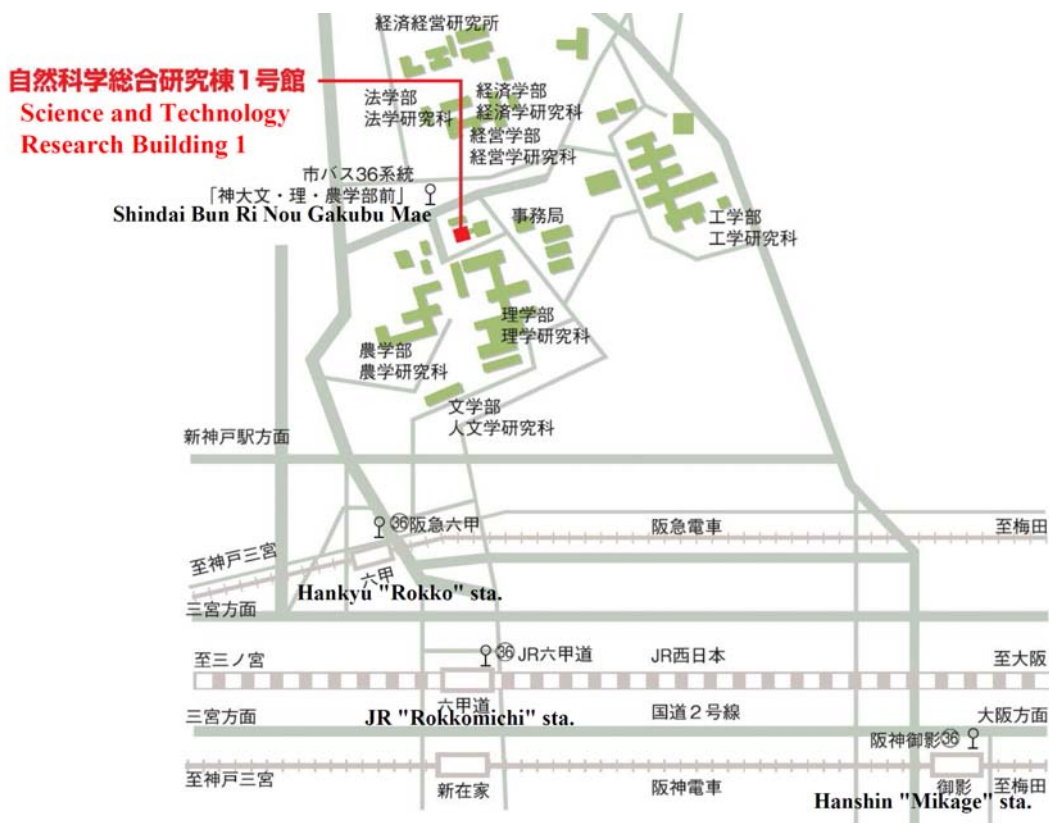 経済経営研究所
自然科学総合研究棟1号館
Science and Technology
Research Building 1
法学部
法学研究科
経済学部
経済学研究科
経営学部
経営学研究科
市バス36系統
「神大文・理・農学部前」
Shindai Bun Ri Nou Gakubu Mae
事務局
工学部
工学研究科
理学部
理学研究科
農学部
農学研究科
文学部
人文学研究科
新神戸駅方面
㊱阪急六甲
阪急電車
至梅田
至神戸三宮
六甲
Hankyu "Rokko" sta.
三宮方面
㊱JR六甲道
至三ノ宮
JR西日本
至大阪
六甲道
JR "Rokkomichi" sta.
三宮方面
国道2号線
大阪方面
阪神御影㊱
至神戸三宮
新在家
阪神電車
御影
至梅田
Hanshin "Mikage" sta.